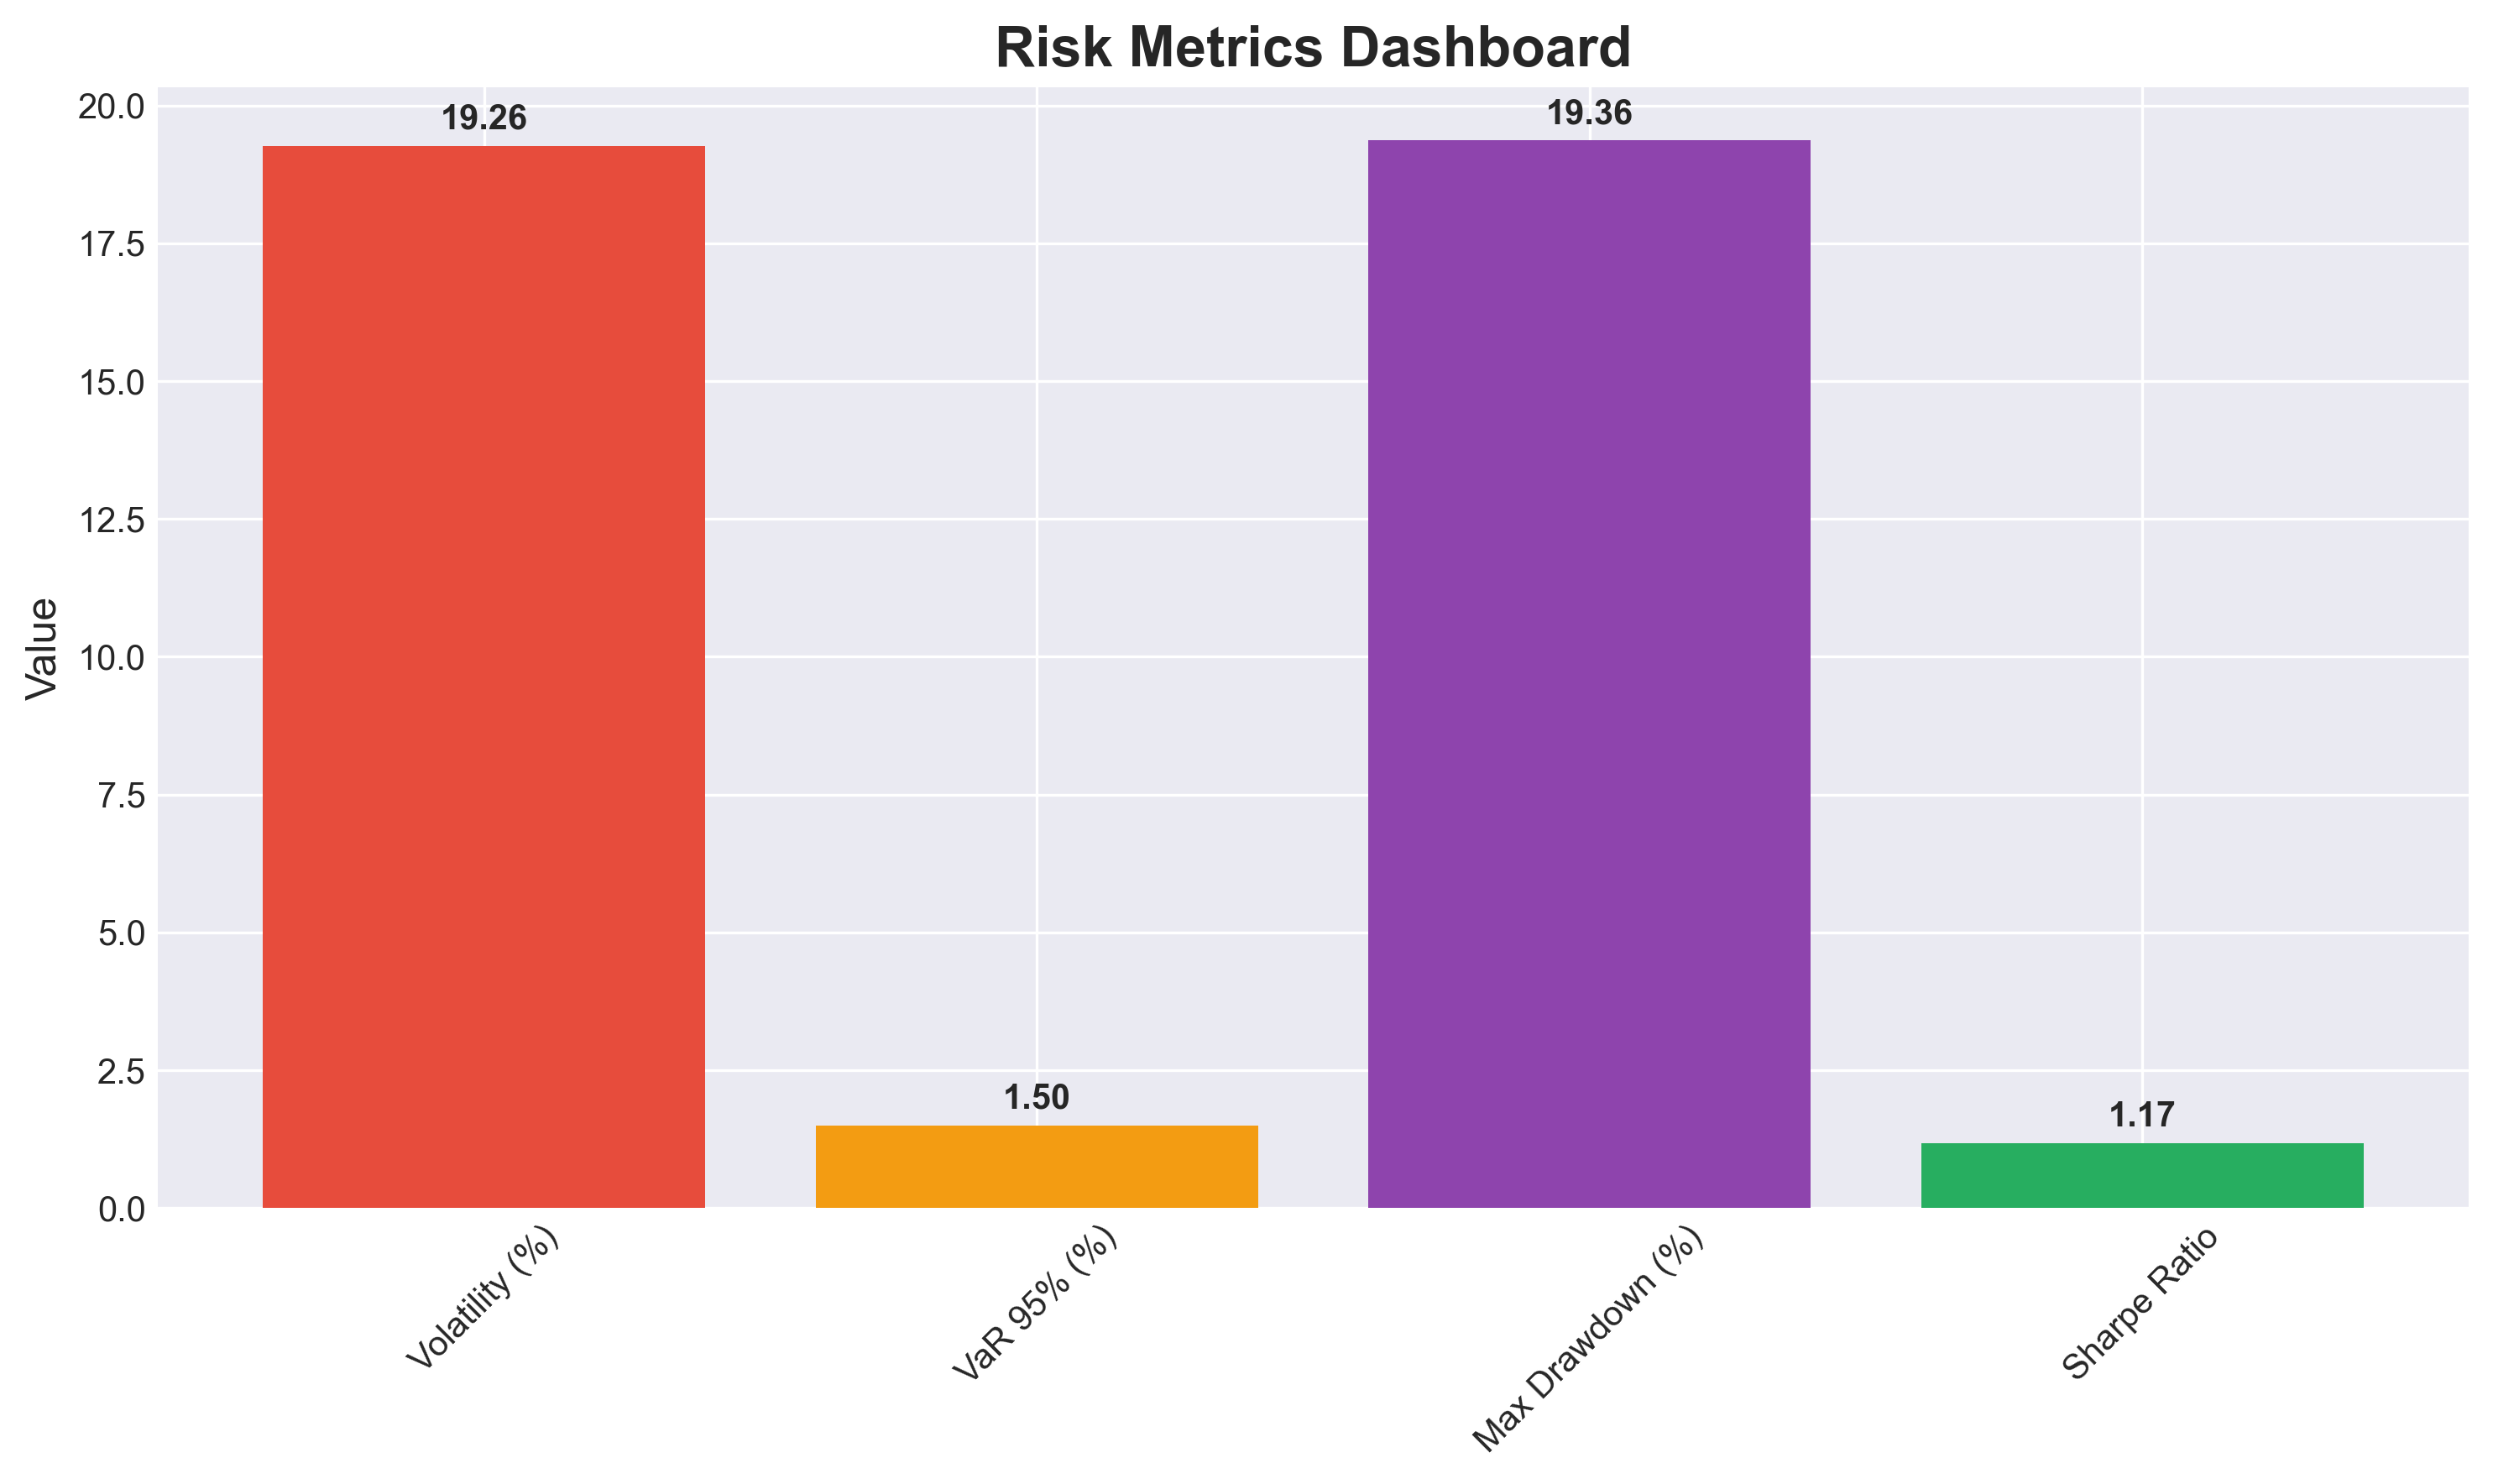 Risk Metrics Dashboard
Value
20.0
17.5
15.0
12.5
10.0
7.5
5.0
2.5
0.0
19.26
1.50
19.36
1.17
Volatility (%)
VaR 95% (%)
Max Drawdown (%)
Sharpe Ratio